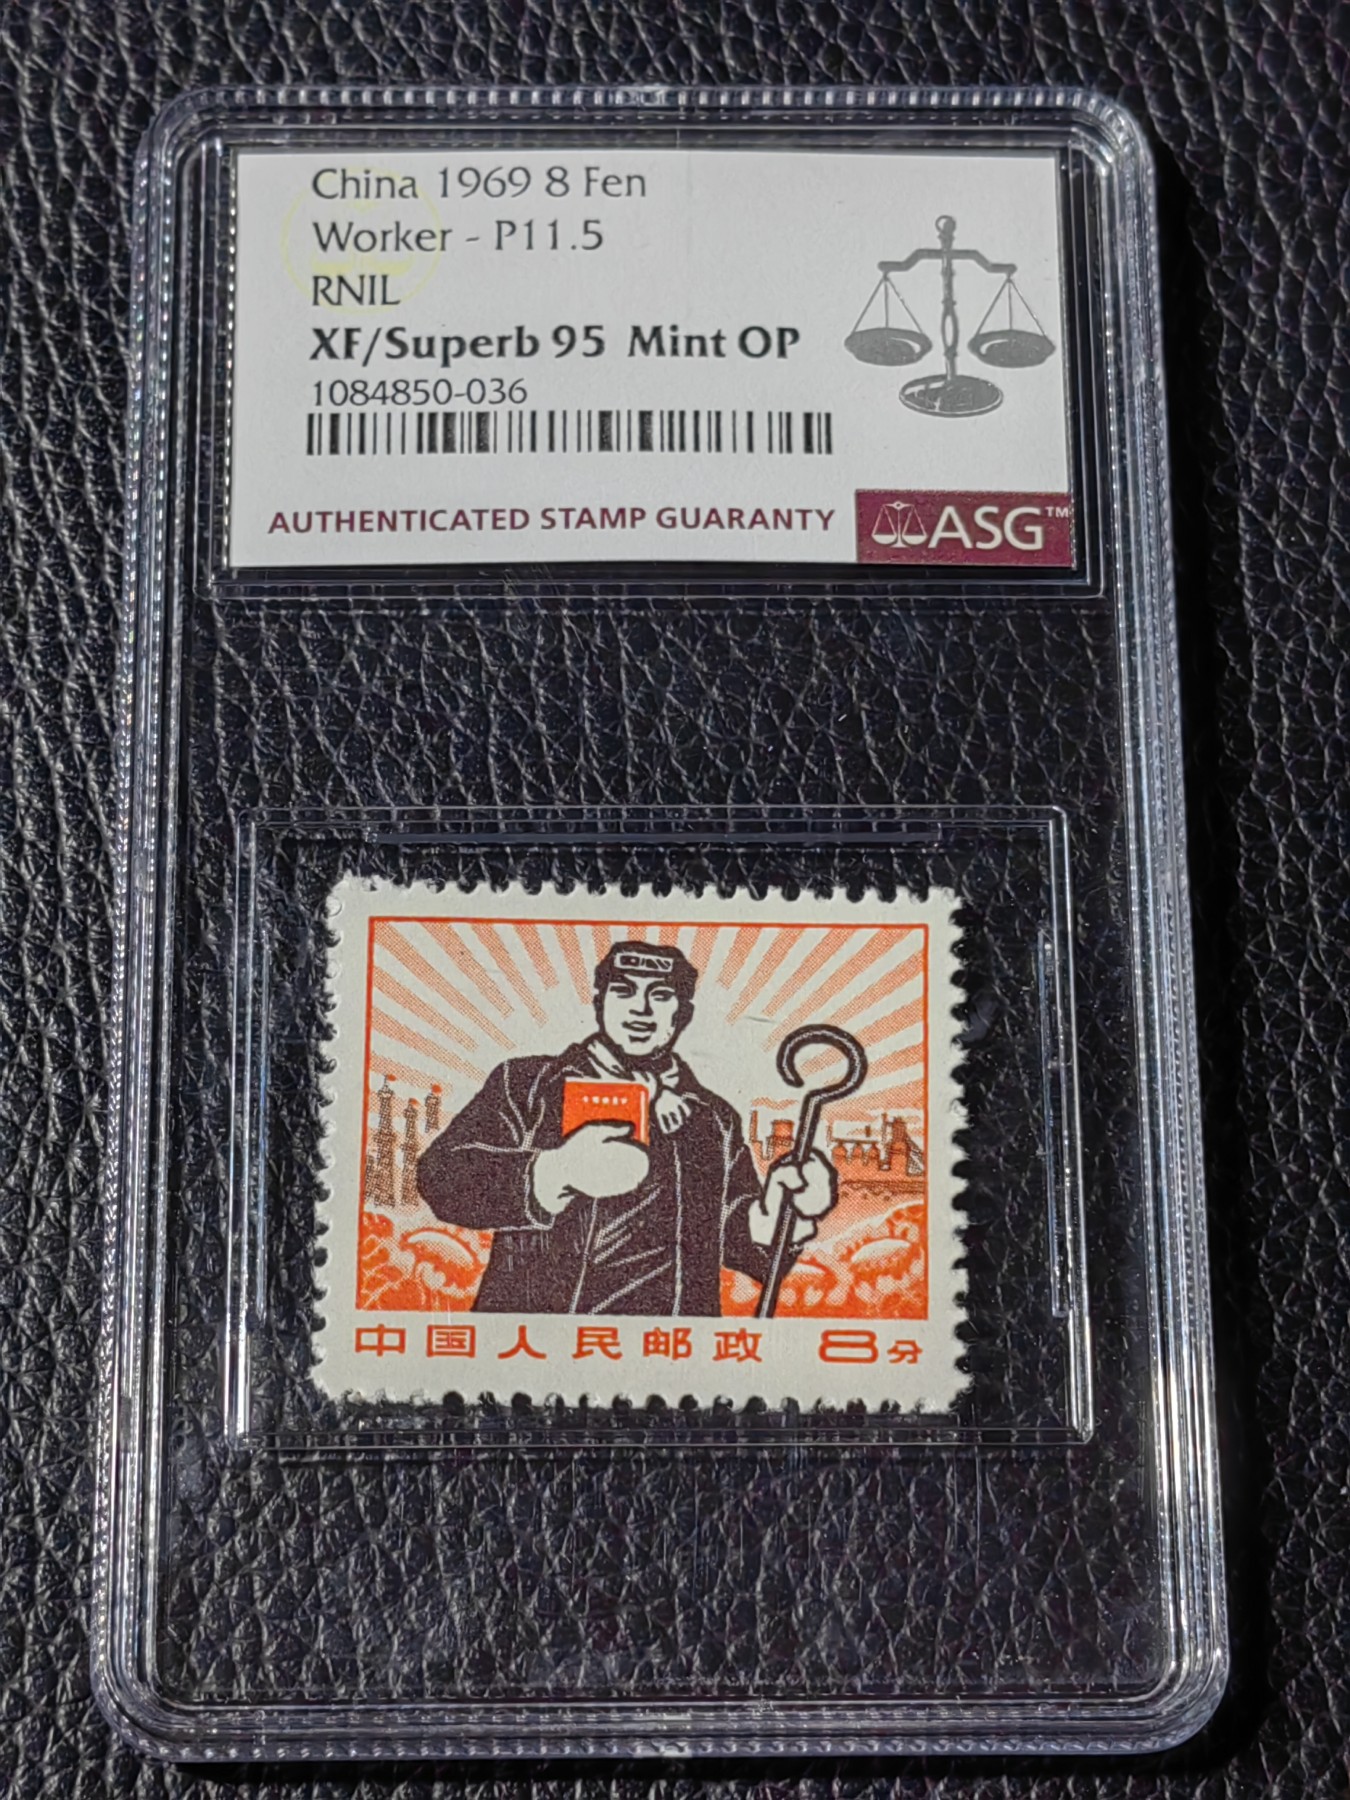 China 1969 8 Fen
Worker - P11.5
RNIL
XF/Superb 95 Mint OP
1084850-036
AUTHENTICATED STAMP GUARANTY
ASG™
中国人民邮政 8分